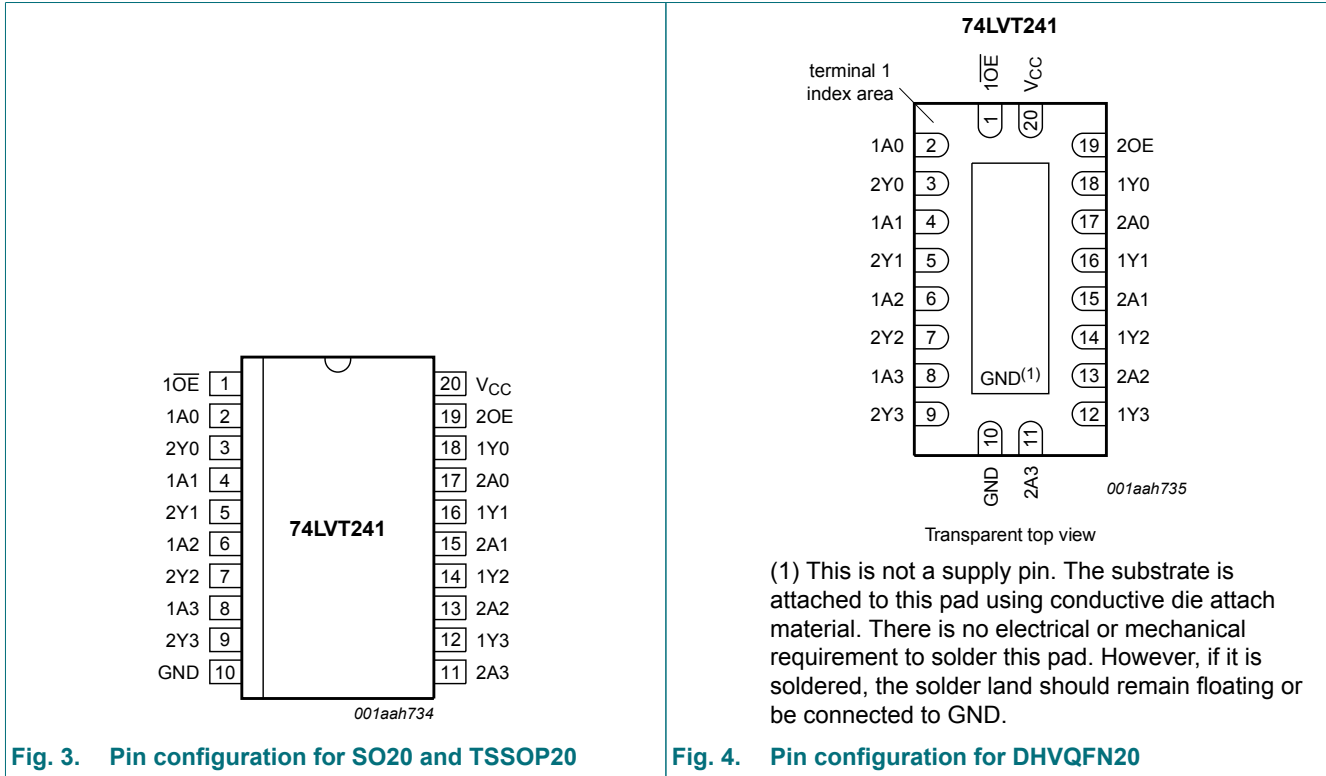 1O̅E̅ 1
1A0 2
2Y0 3
1A1 4
2Y1 5
1A2 6
2Y2 7
1A3 8
2Y3 9
GND 10
74LVT241
20 VCC
19 2OE
18 1Y0
17 2A0
16 1Y1
15 2A1
14 1Y2
13 2A2
12 1Y3
11 2A3
001aah734
Fig. 3. Pin configuration for SO20 and TSSOP20
74LVT241
terminal 1
index area
1O̅E̅
VCC
1
20
1A0 2
2Y0 3
1A1 4
2Y1 5
1A2 6
2Y2 7
1A3 8
2Y3 9
GND(1)
19 2OE
18 1Y0
17 2A0
16 1Y1
15 2A1
14 1Y2
13 2A2
12 1Y3
10
11
GND
2A3
001aah735
Transparent top view
(1) This is not a supply pin. The substrate is
attached to this pad using conductive die attach
material. There is no electrical or mechanical
requirement to solder this pad. However, if it is
soldered, the solder land should remain floating or
be connected to GND.
Fig. 4. Pin configuration for DHVQFN20